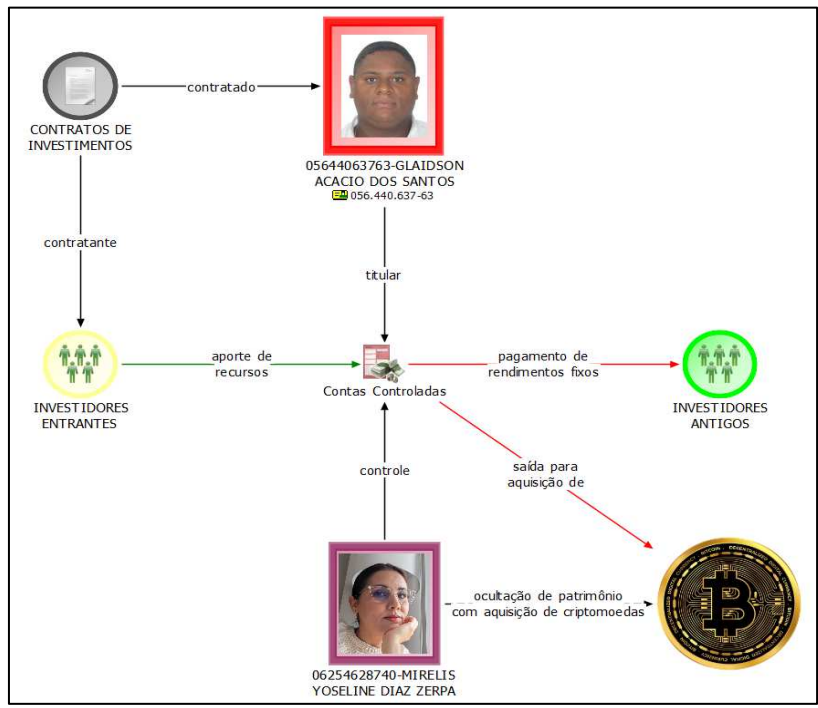 contratado
CONTRATOS DE
INVESTIMENTOS
05644063763-GLAIDSON
ACACIO DOS SANTOS
056.440.637-63
contratante
titular
aporte de
recursos
pagamento de
rendimentos fixos
INVESTIDORES
ENTRANTES
Contas Controladas
INVESTIDORES
ANTIGOS
controle
saída para
aquisição de
ocultação de patrimônio
com aquisição de criptomoedas
06254628740-MIRELIS
YOSELINE DIAZ ZERPA